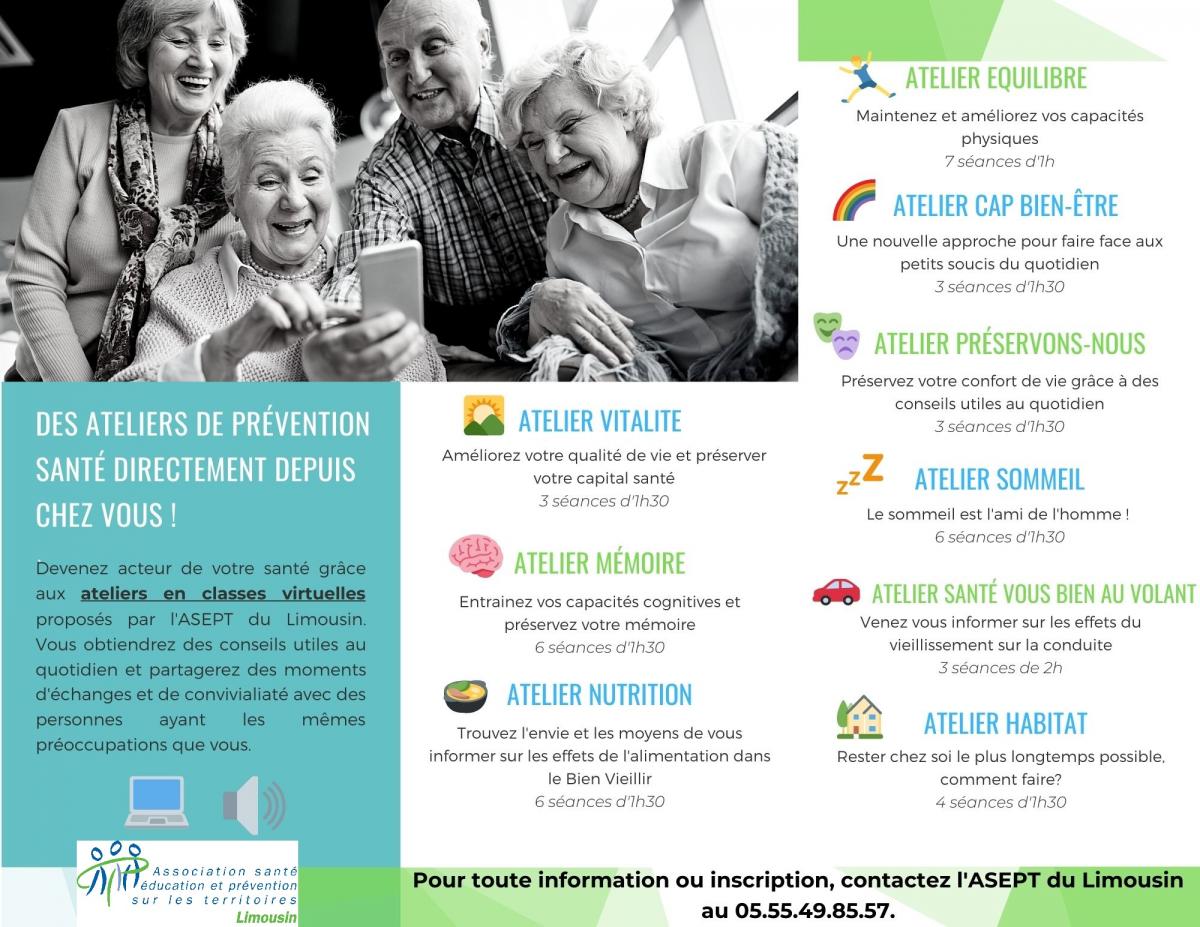 DES ATELIERS DE PRÉVENTION
SANTÉ DIRECTEMENT DEPUIS
CHEZ VOUS !
Devenez acteur de votre santé grâce
aux ateliers en classes virtuelles
proposés par l'ASEPT du Limousin.
Vous obtiendrez des conseils utiles au
quotidien et partagerez des moments
d'échanges et de convivialiaté avec des
personnes ayant les mêmes
préoccupations que vous.
Association santé
éducation et prévention
sur les territoires
Limousin
ATELIER VITALITE
Améliorez votre qualité de vie et préserver
votre capital santé
3 séances d'1h30
ATELIER MÉMOIRE
Entrainez vos capacités cognitives et
préservez votre mémoire
6 séances d'1h30
ATELIER NUTRITION
Trouvez l'envie et les moyens de vous
informer sur les effets de l'alimentation dans
le Bien Vieillir
6 séances d'1h30
ATELIER EQUILIBRE
Maintenez et améliorez vos capacités
physiques
7 séances d'1h
ATELIER CAP BIEN-ÊTRE
Une nouvelle approche pour faire face aux
petits soucis du quotidien
3 séances d'1h30
ATELIER PRÉSERVONS-NOUS
Préservez votre confort de vie grâce à des
conseils utiles au quotidien
3 séances d'1h30
zzZ
ATELIER SOMMEIL
Le sommeil est l'ami de l'homme !
6 séances d'1h30
ATELIER SANTÉ VOUS BIEN AU VOLANT
Venez vous informer sur les effets du
vieillissement sur la conduite
3 séances de 2h
ATELIER HABITAT
Rester chez soi le plus longtemps possible,
comment faire?
4 séances d'1h30
Pour toute information ou inscription, contactez l'ASEPT du Limousin
au 05.55.49.85.57.